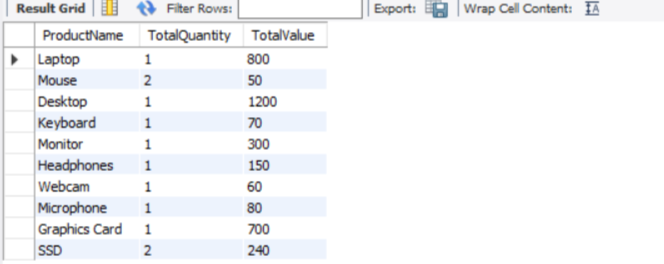 Result Grid Filter Rows: Export: Wrap Cell Content: IA
ProductName TotalQuantity TotalValue
Laptop 1 800
Mouse 2 50
Desktop 1 1200
Keyboard 1 70
Monitor 1 300
Headphones 1 150
Webcam 1 60
Microphone 1 80
Graphics Card 1 700
SSD 2 240